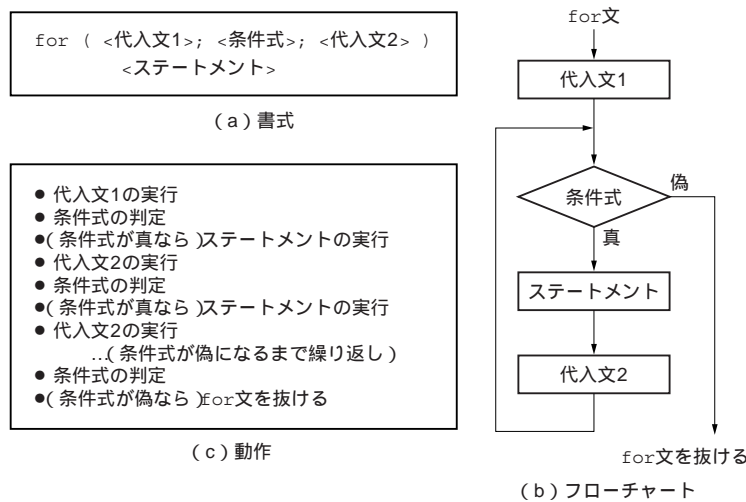 for ( <代入文1>; <条件式>; <代入文2> )
<ステートメント>
(a)書式
● 代入文1の実行
● 条件式の判定
●(条件式が真なら)ステートメントの実行
● 代入文2の実行
● 条件式の判定
●(条件式が真なら)ステートメントの実行
● 代入文2の実行
…(条件式が偽になるまで繰り返し)
● 条件式の判定
●(条件式が偽なら)for文を抜ける
(c)動作
for文
代入文1
条件式
偽
真
ステートメント
代入文2
for文を抜ける
(b)フローチャート